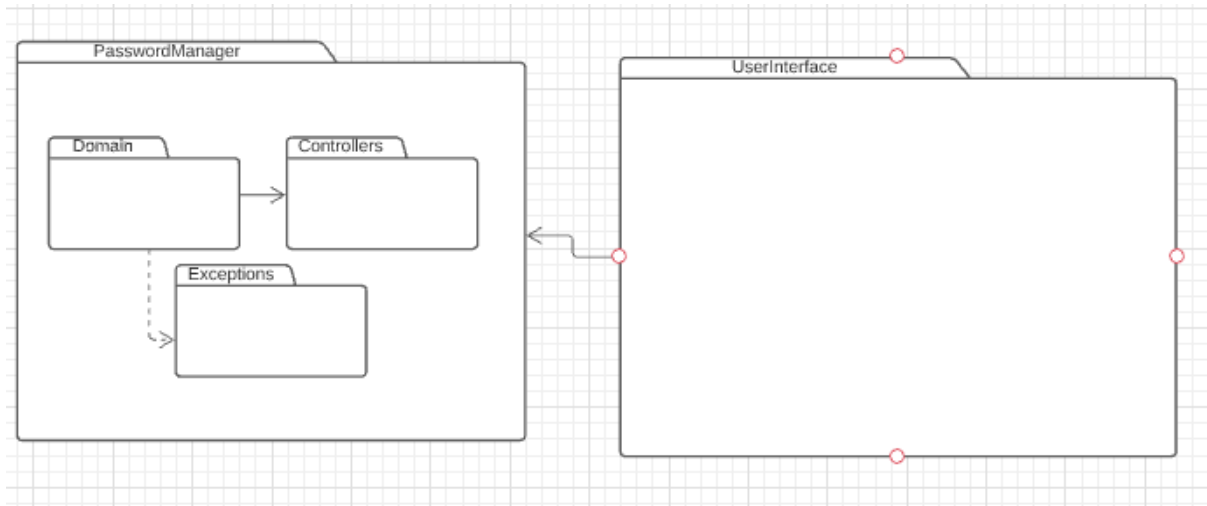 PasswordManager
UserInterface
Domain
Controllers
Exceptions